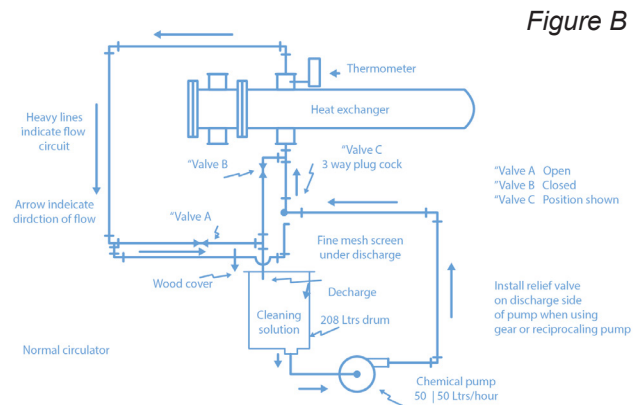 Figure B
Thermometer
Heat exchanger
Heavy lines
indicate flow
circuit
"Valve C
3 way plug cock
"Valve B
"Valve A Open
"Valve B Closed
"Valve C Position shown
Arrow indeicate
dirdction of flow
"Valve A
Fine mesh screen
under discharge
Wood cover
Decharge
Install relief valve
on discharge side
of pump when using
gear or reciprocaling pump
Cleaning
solution
208 Ltrs drum
Normal circulator
Chemical pump
50 | 50 Ltrs/hour